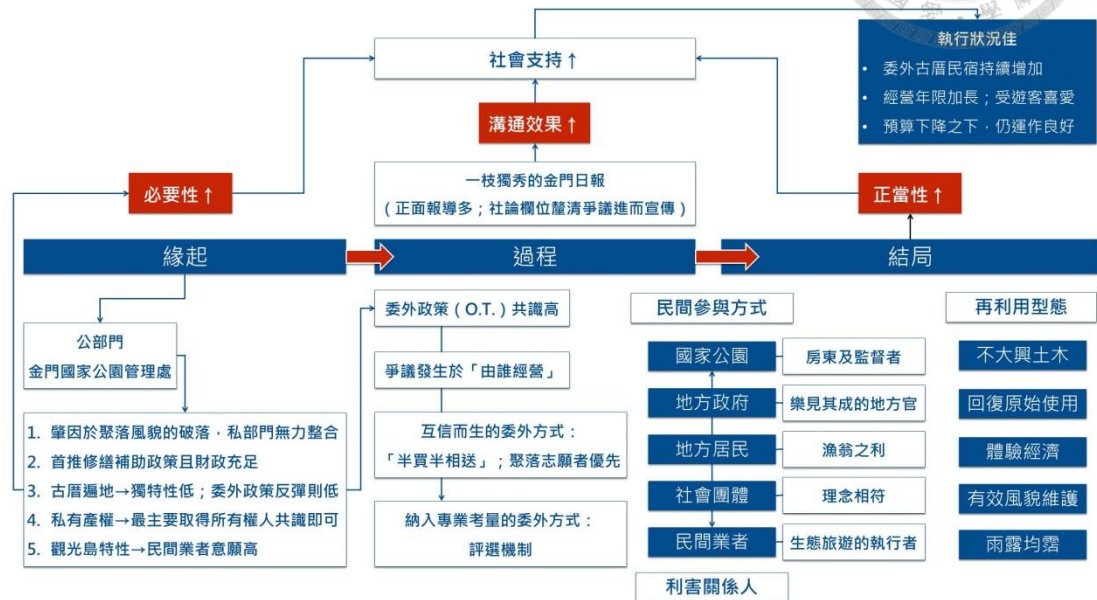 社會支持↑
執行狀況佳
• 委外古厝民宿持續增加
• 經營年限加長；受遊客喜愛
• 預算下降之下，仍運作良好
溝通效果↑
必要性↑
一枝獨秀的金門日報
（正面報導多；社論欄位釐清爭議進而宣傳）
正當性↑
緣起
過程
結局
公部門
金門國家公園管理處
1. 肇因於聚落風貌的破落，私部門無力整合
2. 首推修繕補助政策且財政充足
3. 古厝遍地→獨特性低；委外政策反彈則低
4. 私有產權→最主要取得所有權人共識即可
5. 觀光島特性→民間業者意願高
委外政策（O.T.）共識高
爭議發生於「由誰經營」
互信而生的委外方式：
「半買半相送」；聚落志願者優先
納入專業考量的委外方式：
評選機制
民間參與方式
國家公園 房東及監督者
地方政府 樂見其成的地方官
地方居民 漁翁之利
社會團體 理念相符
民間業者 生態旅遊的執行者
利害關係人
再利用型態
不大興土木
回復原始使用
體驗經濟
有效風貌維護
雨露均霑